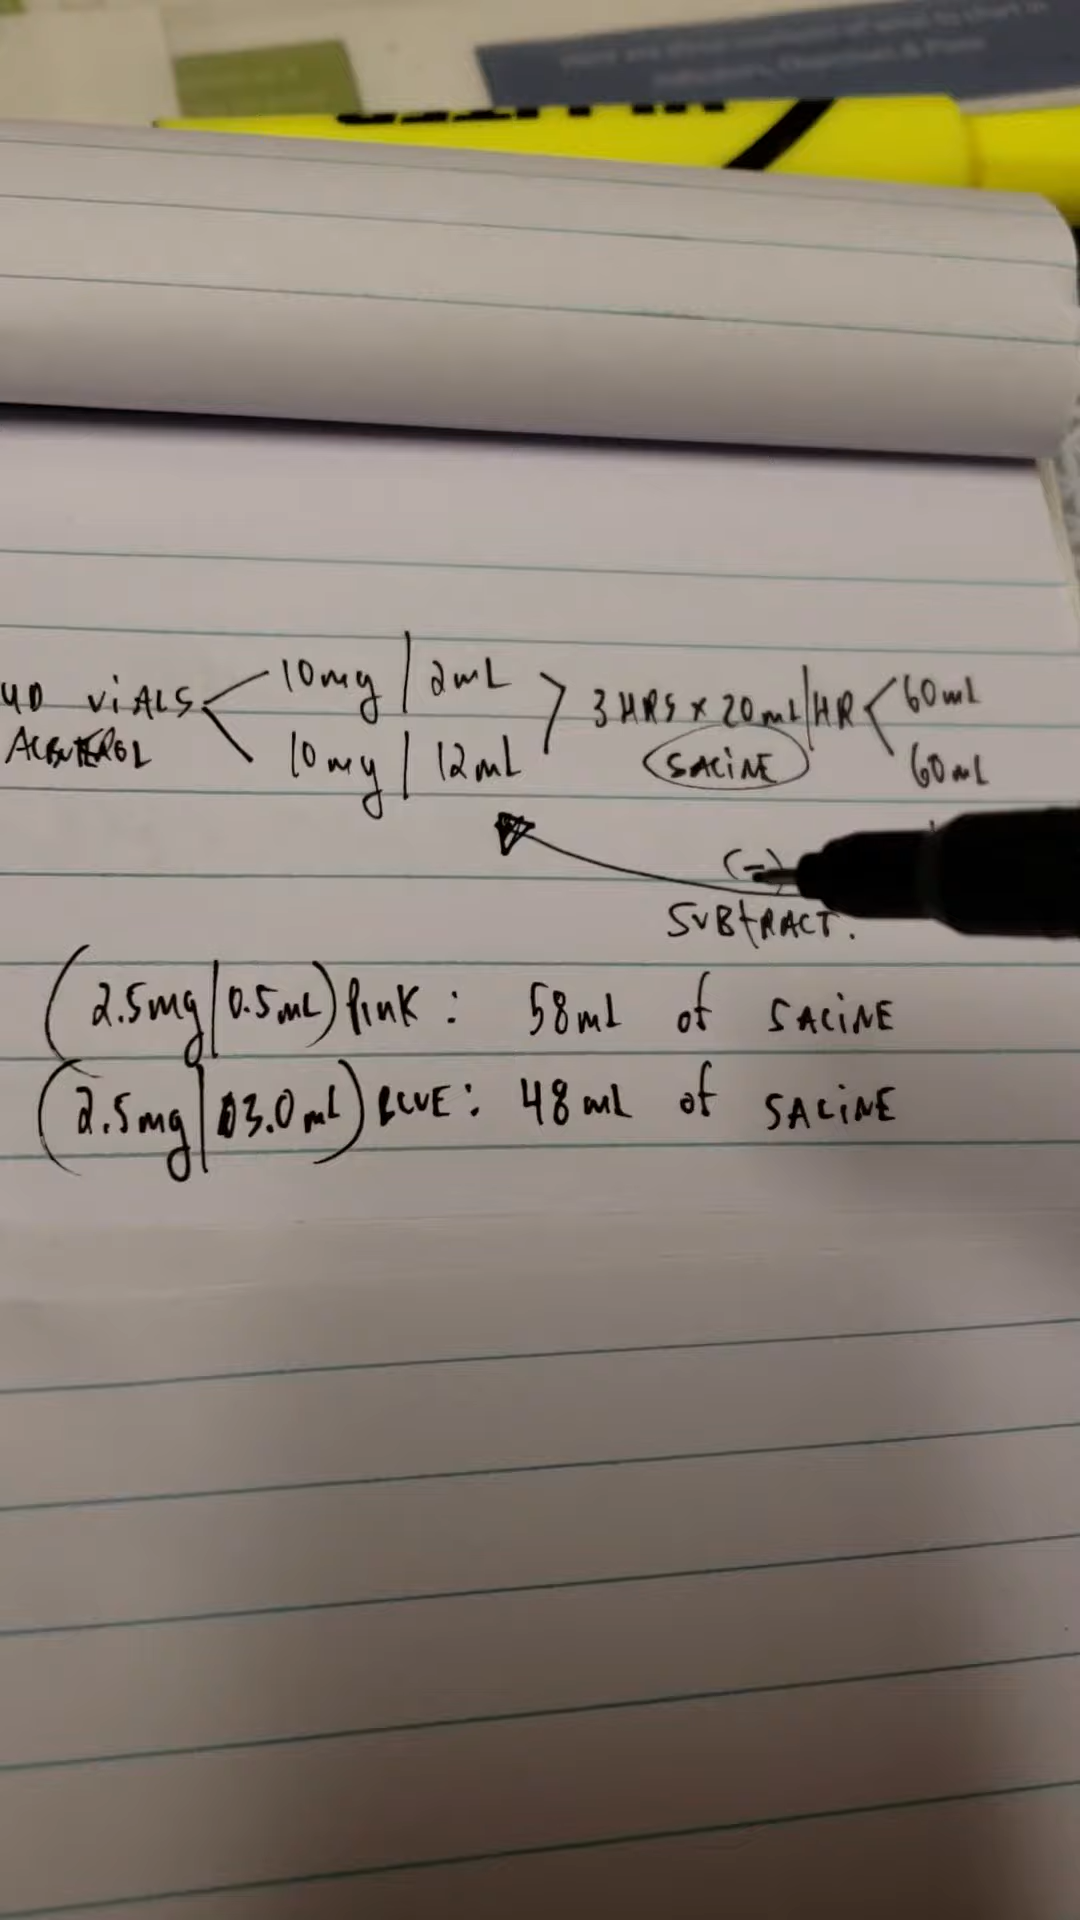 UD VIALS
ALBUTEROL
10mg | 2mL
10mg | 12mL
3 HRS x 20mL/HR
SALINE
60mL
60mL
(-)
SUBTRACT.
(2.5mg|0.5mL) Pink: 58mL of SALINE
(2.5mg|3.0mL) BLUE: 48mL of SALINE